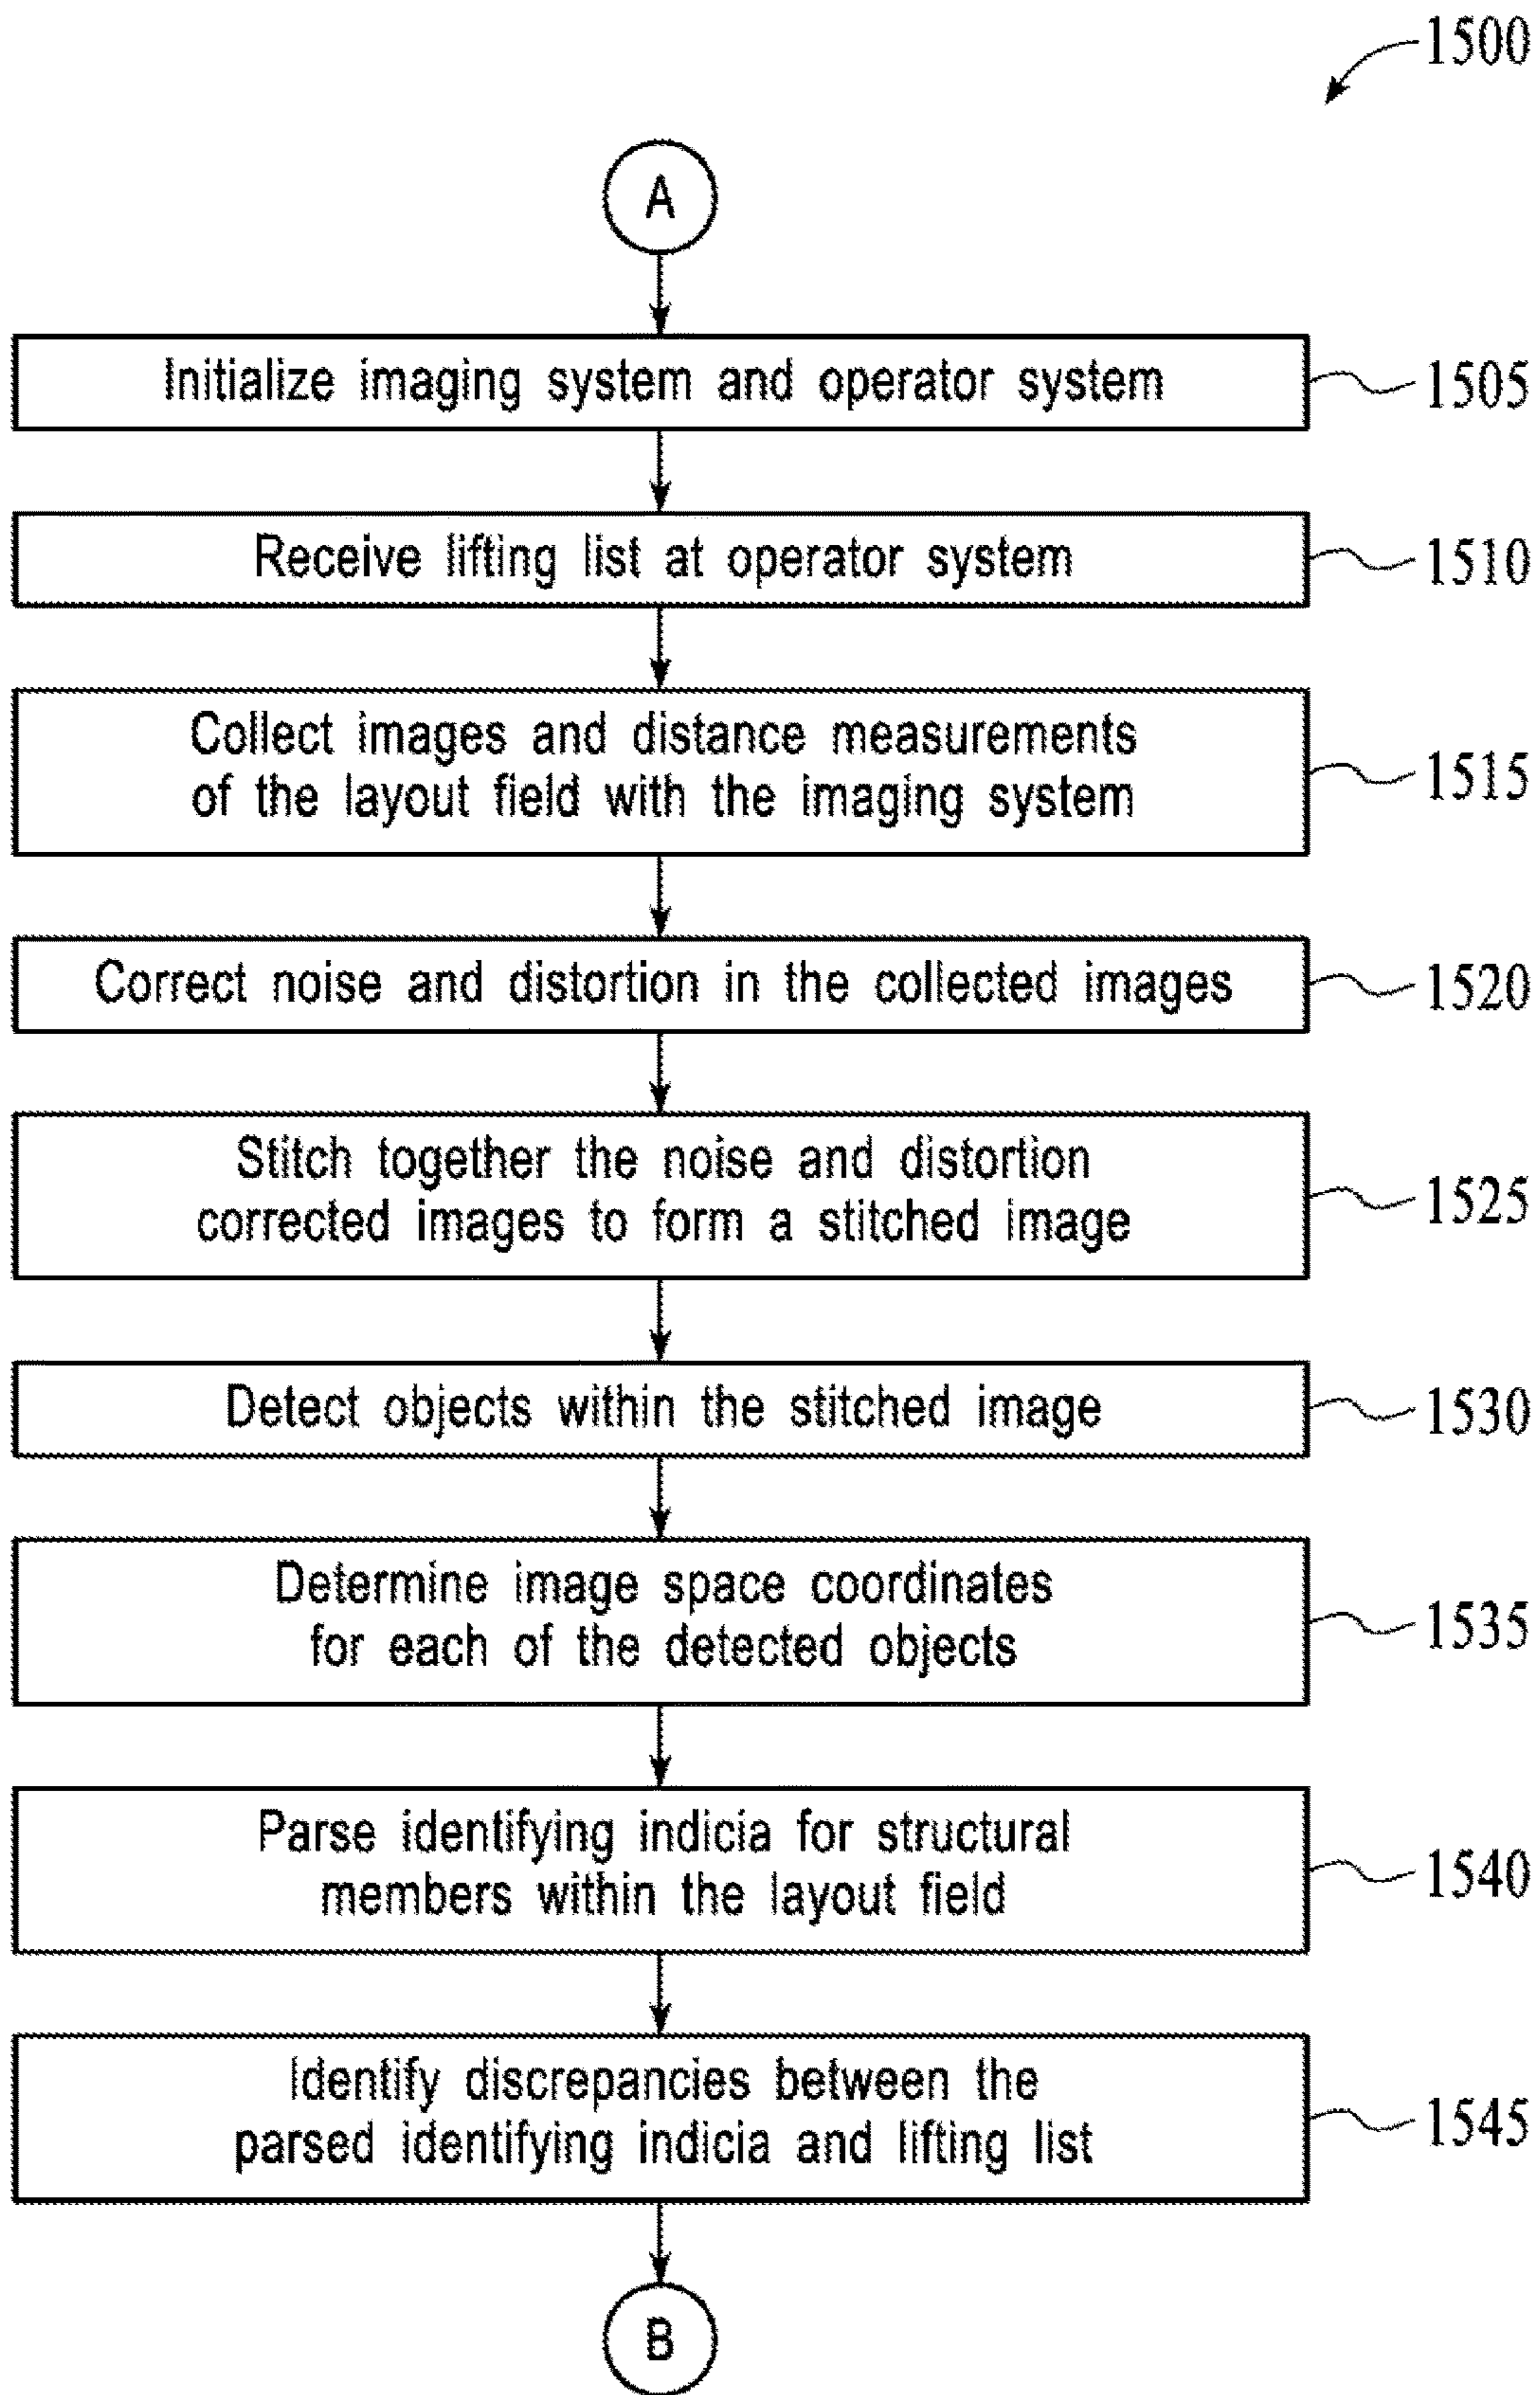 1500
A
Initialize imaging system and operator system
1505
Receive lifting list at operator system
1510
Collect images and distance measurements
of the layout field with the imaging system
1515
Correct noise and distortion in the collected images
1520
Stitch together the noise and distortion
corrected images to form a stitched image
1525
Detect objects within the stitched image
1530
Determine image space coordinates
for each of the detected objects
1535
Parse identifying indicia for structural
members within the layout field
1540
Identify discrepancies between the
parsed identifying indicia and lifting list
1545
B